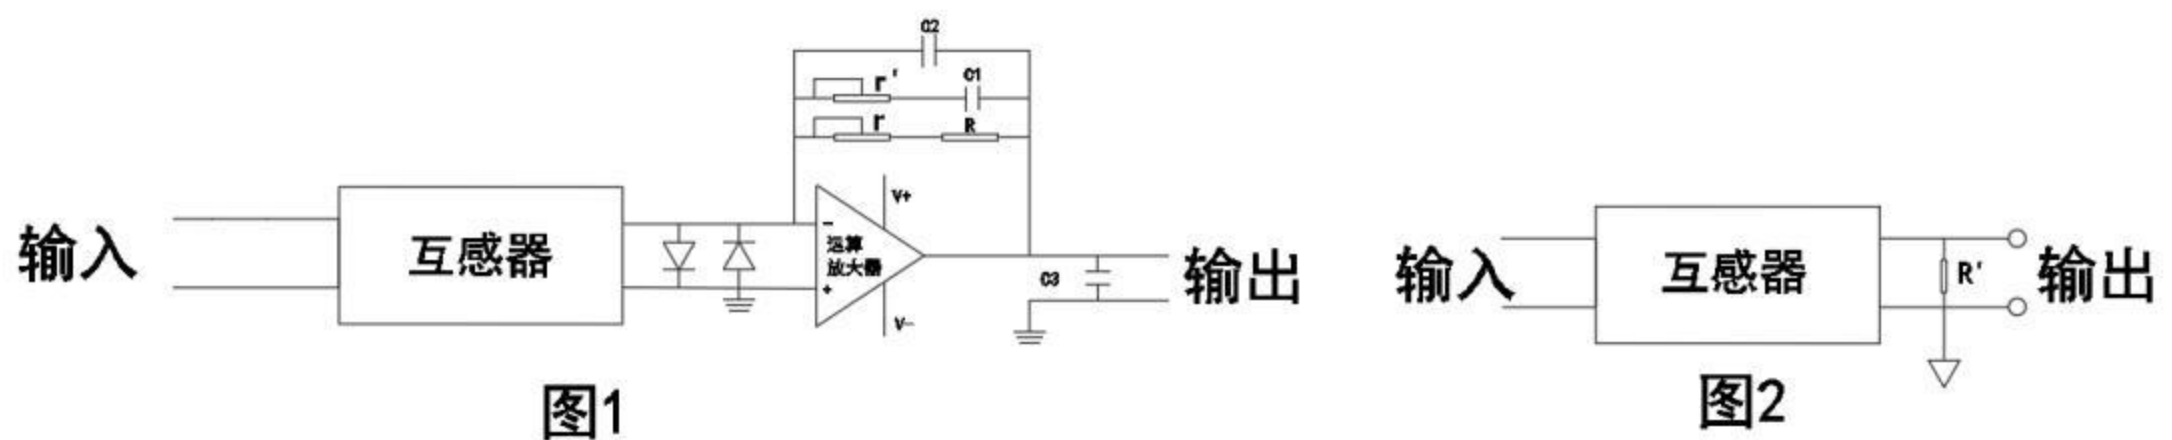 C2
r' C1
r R
V+
输入 互感器 - 运算
放大器 输出
+ C3
V-
图1
输入 互感器 R' 输出
图2